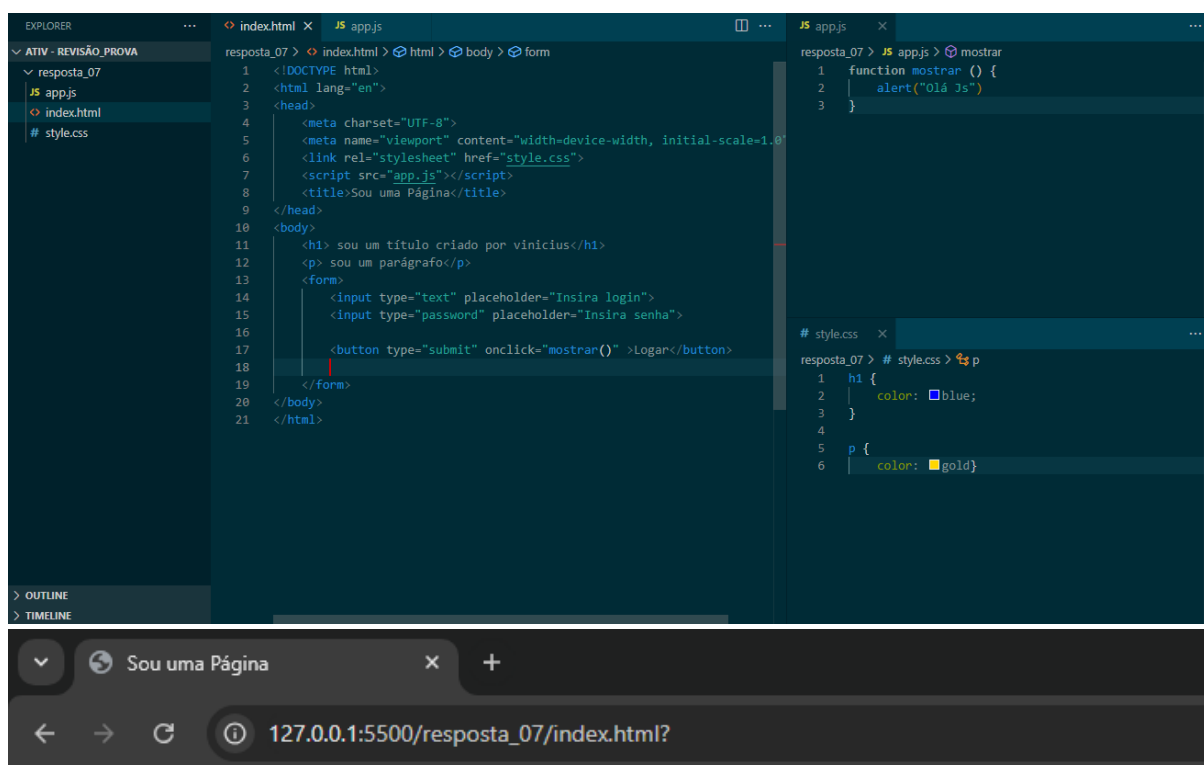 EXPLORER ...
ATIV - REVISÃO_PROVA
resposta_07
JS app.js
<> index.html
# style.css
OUTLINE
TIMELINE
<> index.html × JS app.js ...
resposta_07 > <> index.html > html > body > form
1 <!DOCTYPE html>
2 <html lang="en">
3 <head>
4 <meta charset="UTF-8">
5 <meta name="viewport" content="width=device-width, initial-scale=1.0"
6 <link rel="stylesheet" href="style.css">
7 <script src="app.js"></script>
8 <title>Sou uma Página</title>
9 </head>
10 <body>
11 <h1> sou um título criado por vinicius</h1>
12 <p> sou um parágrafo</p>
13 <form>
14 <input type="text" placeholder="Insira login">
15 <input type="password" placeholder="Insira senha">
16
17 <button type="submit" onclick="mostrar()" >Logar</button>
18
19 </form>
20 </body>
21 </html>
JS app.js × ...
resposta_07 > JS app.js > mostrar
1 function mostrar () {
2 alert("Olá Js")
3 }
# style.css × ...
resposta_07 > # style.css > p
1 h1 {
2 color: blue;
3 }
4
5 p {
6 color: gold}
Sou uma Página × +
127.0.0.1:5500/resposta_07/index.html?